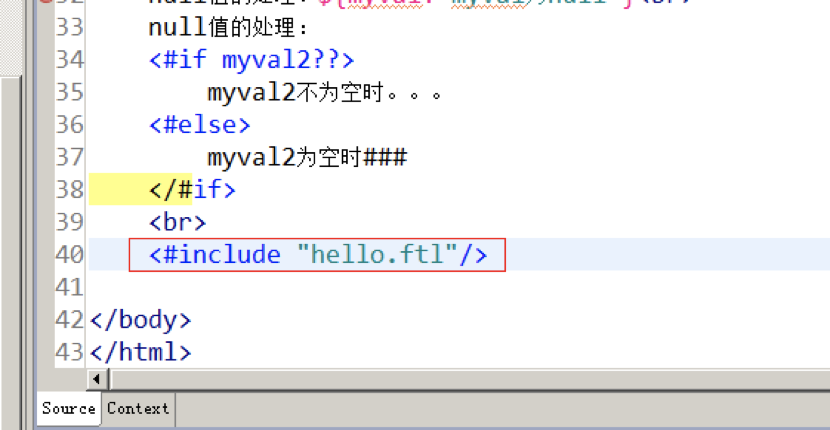 33 null值的处理：
34 <#if myval2??>
35 myval2不为空时。。。
36 <#else>
37 myval2为空时###
38 </#if>
39 <br>
40 <#include "hello.ftl"/>
41
42 </body>
43 </html>
Source Context